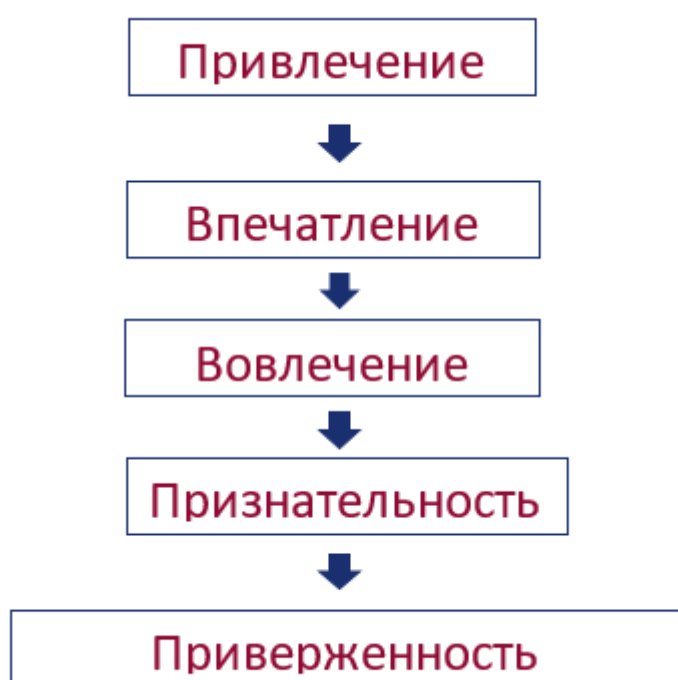 Привлечение
Впечатление
Вовлечение
Признательность
Приверженность